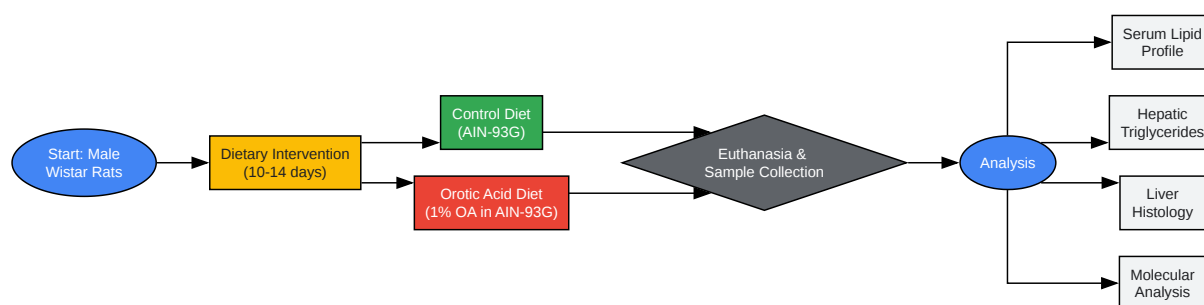 Start: Male
Wistar Rats
Dietary Intervention
(10-14 days)
Control Diet
(AIN-93G)
Orotic Acid Diet
(1% OA in AIN-93G)
Euthanasia &
Sample Collection
Analysis
Serum Lipid
Profile
Hepatic
Triglycerides
Liver
Histology
Molecular
Analysis